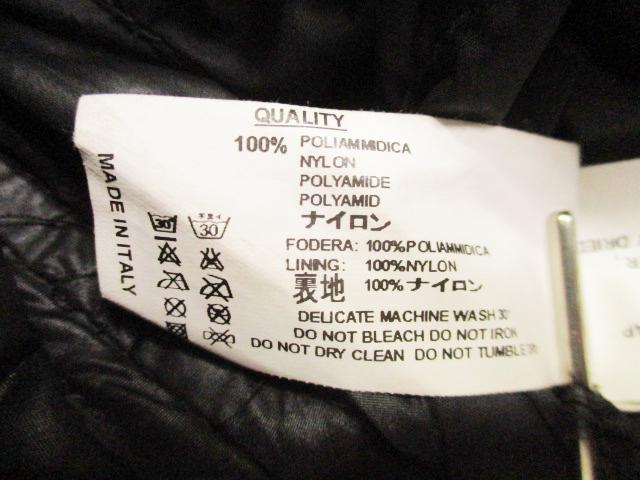 QUALITY
100% POLIAMMIDICA
NYLON
POLYAMIDE
POLYAMID
ナイロン
FODERA: 100%POLIAMMIDICA
LINING: 100%NYLON
裏地 100%ナイロン
DELICATE MACHINE WASH 30°
DO NOT BLEACH DO NOT IRON
DO NOT DRY CLEAN DO NOT TUMBLE DRY
MADE IN ITALY
30
30
DRIED